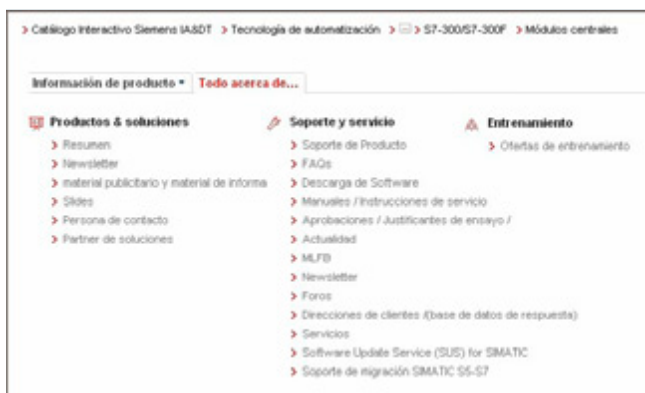 Catálogo Interactivo Siemens IA&DT > Tecnología de automatización > > S7-300/S7-300F > Módulos centrales
Información de producto
Todo acerca de...
Productos & soluciones
Resumen
Newsletter
material publicitario y material de informa
Slides
Persona de contacto
Partner de soluciones
Soporte y servicio
Soporte de Producto
FAQs
Descarga de Software
Manuales / Instrucciones de servicio
Aprobaciones / Justificantes de ensayo /
Actualidad
MLFB
Newsletter
Foros
Direcciones de clientes /(base de datos de respuesta)
Servicios
Software Update Service (SUS) for SIMATIC
Soporte de migración SIMATIC S5-S7
Entrenamiento
Ofertas de entrenamiento